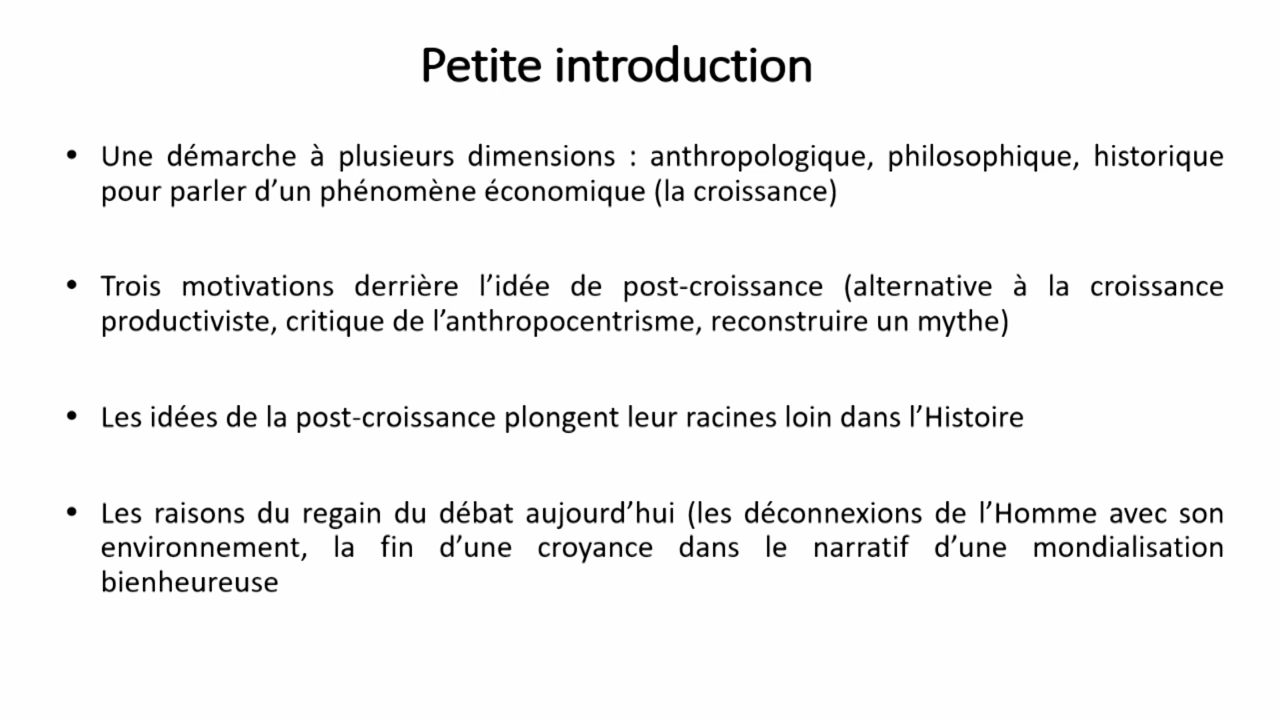 Petite introduction
• Une démarche à plusieurs dimensions : anthropologique, philosophique, historique
pour parler d’un phénomène économique (la croissance)
• Trois motivations derrière l’idée de post-croissance (alternative à la croissance
productiviste, critique de l’anthropocentrisme, reconstruire un mythe)
• Les idées de la post-croissance plongent leur racines loin dans l’Histoire
• Les raisons du regain du débat aujourd’hui (les déconnexions de l’Homme avec son
environnement, la fin d’une croyance dans le narratif d’une mondialisation
bienheureuse